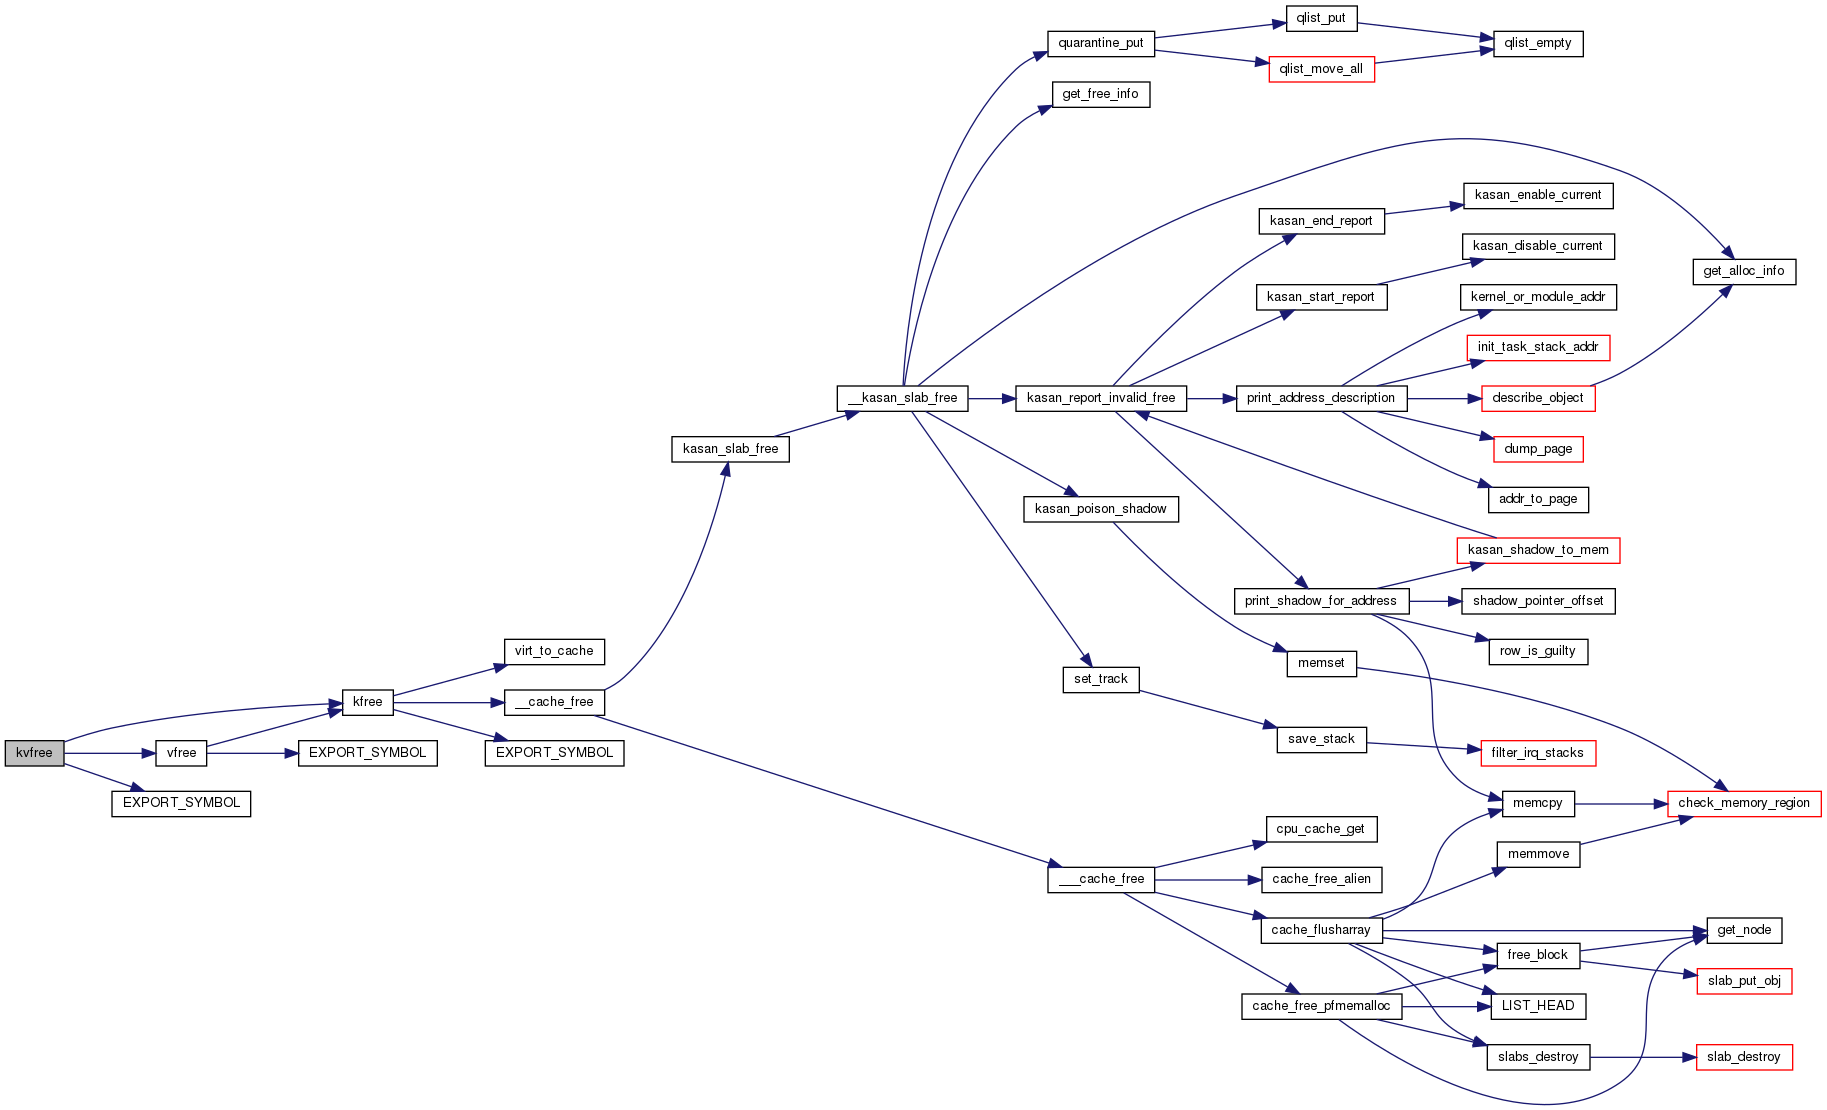 qlist_put
quarantine_put
qlist_empty
qlist_move_all
get_free_info
kasan_enable_current
kasan_end_report
kasan_disable_current
get_alloc_info
kasan_start_report
kernel_or_module_addr
init_task_stack_addr
__kasan_slab_free
kasan_report_invalid_free
print_address_description
describe_object
kasan_slab_free
dump_page
addr_to_page
kasan_poison_shadow
kasan_shadow_to_mem
print_shadow_for_address
shadow_pointer_offset
virt_to_cache
row_is_guilty
memset
set_track
kfree
__cache_free
save_stack
kvfree
vfree
EXPORT_SYMBOL
EXPORT_SYMBOL
filter_irq_stacks
EXPORT_SYMBOL
memcpy
check_memory_region
cpu_cache_get
memmove
___cache_free
cache_free_alien
cache_flusharray
get_node
free_block
slab_put_obj
cache_free_pfmemalloc
LIST_HEAD
slabs_destroy
slab_destroy